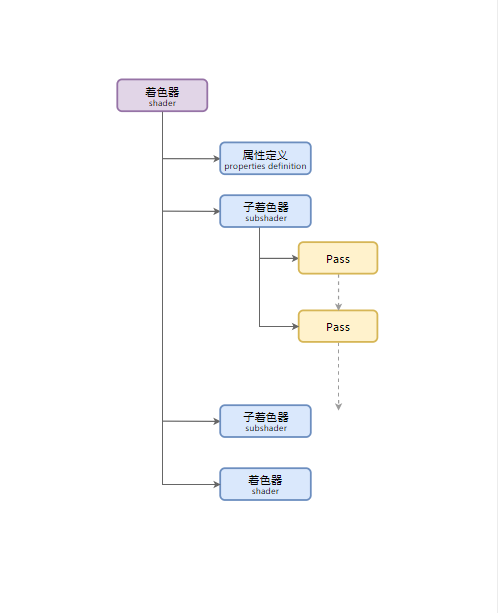 着色器
shader
属性定义
properties definition
子着色器
subshader
Pass
Pass
子着色器
subshader
着色器
shader